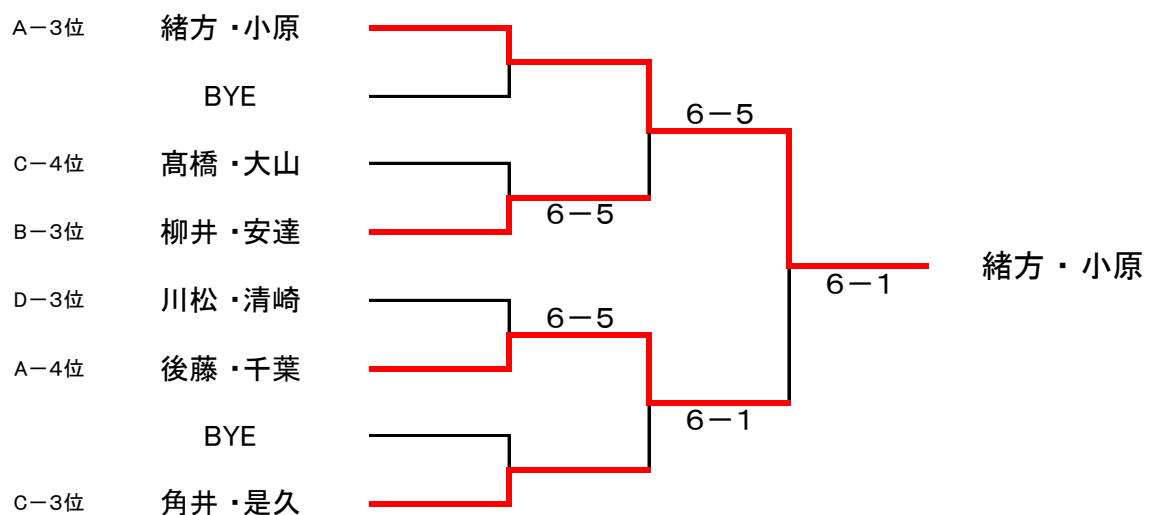 A－3位 緒方・小原
BYE
6－5
C－4位 髙橋・大山
B－3位 柳井・安達
6－5
緒方・小原
6－1
D－3位 川松・清崎
6－5
A－4位 後藤・千葉
6－1
BYE
C－3位 角井・是久